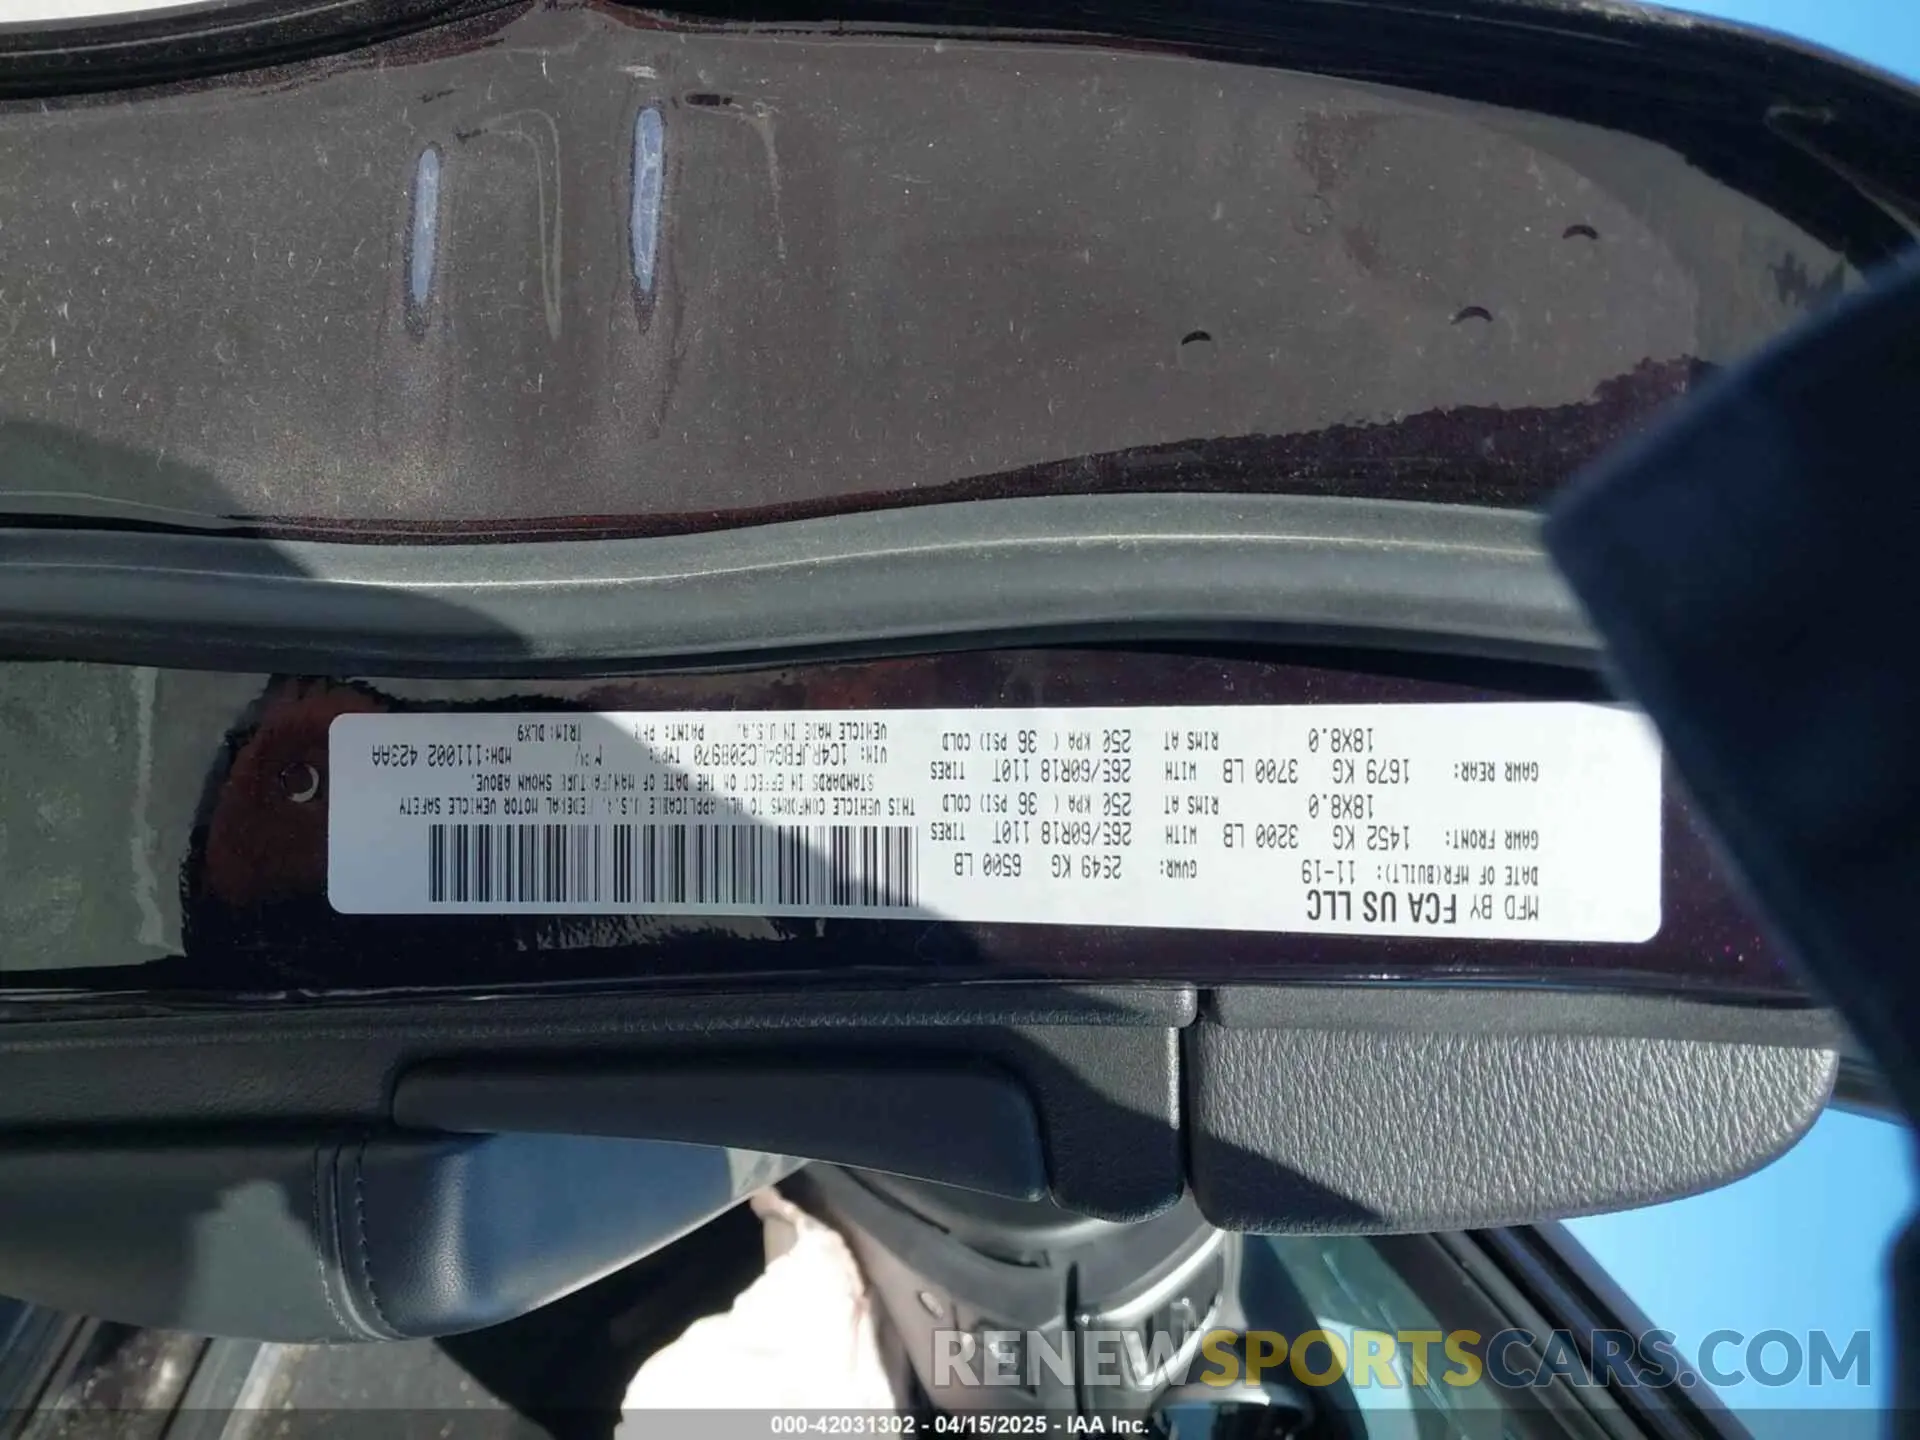 MFD BY FCA US LLC
DATE OF MFR(BUILT): 11-19 GVWR: 2949 KG 6500 LB
GAWR FRONT: 1452 KG 3200 LB WITH TIRES 265/60R18 110T
18X8.0 RIMS AT 250 KPA ( 36 PSI) COLD
GAWR REAR: 1679 KG 3700 LB WITH TIRES 265/60R18 110T
18X8.0 RIMS AT 250 KPA ( 36 PSI) COLD
THIS VEHICLE CONFORMS TO ALL APPLICABLE U.S.A. FEDERAL MOTOR VEHICLE SAFETY
STANDARDS IN EFFECT ON THE DATE OF MANUFACTURE SHOWN ABOVE.
VIN: 1C4RJFBG4LC208970 TYPE: MPV MDH:111002 423AA
VEHICLE MADE IN U.S.A. PAINT: TRIM: DLX9
RENEWSPORTSCARS.COM
000-42031302 - 04/15/2025 - IAA Inc.